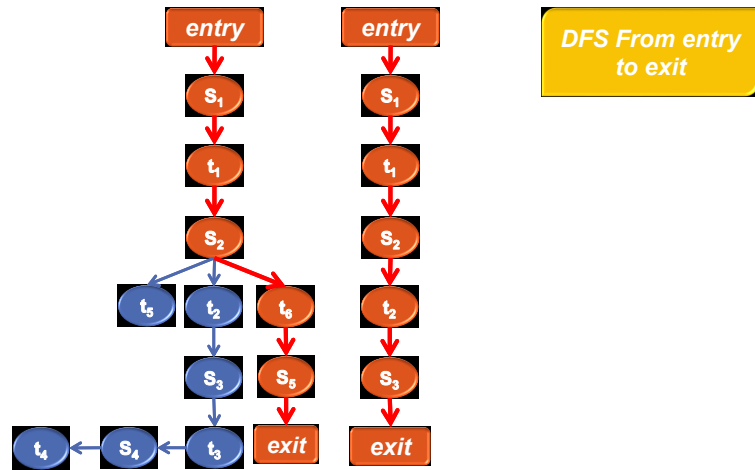 entry
entry
DFS From entry
to exit
S₁
S₁
t₁
t₁
S₂
S₂
t₅
t₂
t₆
t₂
S₃
S₅
S₃
t₄
S₄
t₃
exit
exit